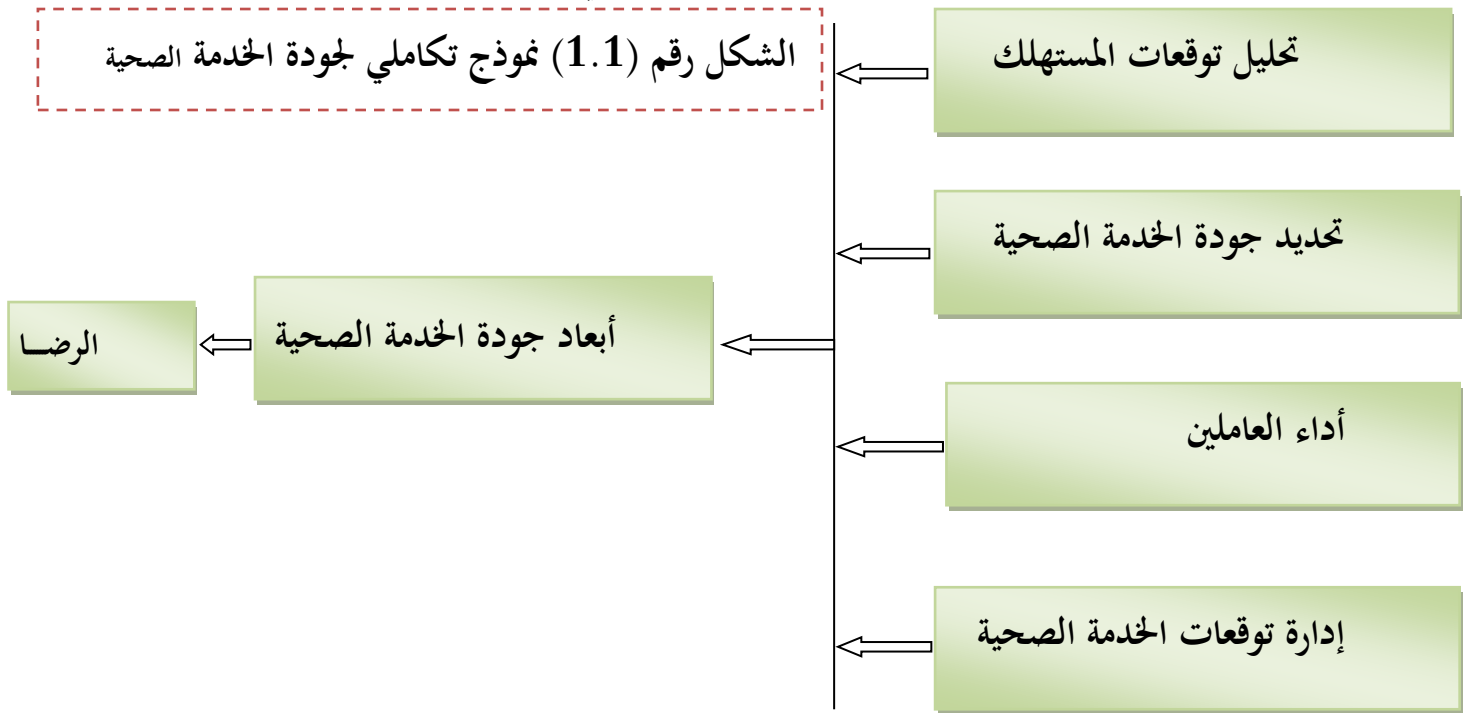 الشكل رقم (1.1) نموذج تكاملي لجودة الخدمة الصحية
تحليل توقعات المستهلك
تحديد جودة الخدمة الصحية
أداء العاملين
إدارة توقعات الخدمة الصحية
أبعاد جودة الخدمة الصحية
الرضــا